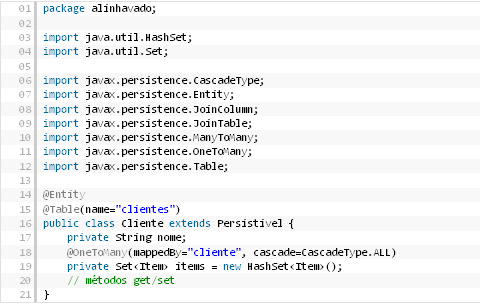 01 package alinhavado;
02
03 import java.util.HashSet;
04 import java.util.Set;
05
06 import javax.persistence.CascadeType;
07 import javax.persistence.Entity;
08 import javax.persistence.JoinColumn;
09 import javax.persistence.JoinTable;
10 import javax.persistence.ManyToMany;
11 import javax.persistence.OneToMany;
12 import javax.persistence.Table;
13
14 @Entity
15 @Table(name="clientes")
16 public class Cliente extends Persistivel {
17 private String nome;
18 @OneToMany(mappedBy="cliente", cascade=CascadeType.ALL)
19 private Set<Item> items = new HashSet<Item>();
20 // métodos get/set
21 }